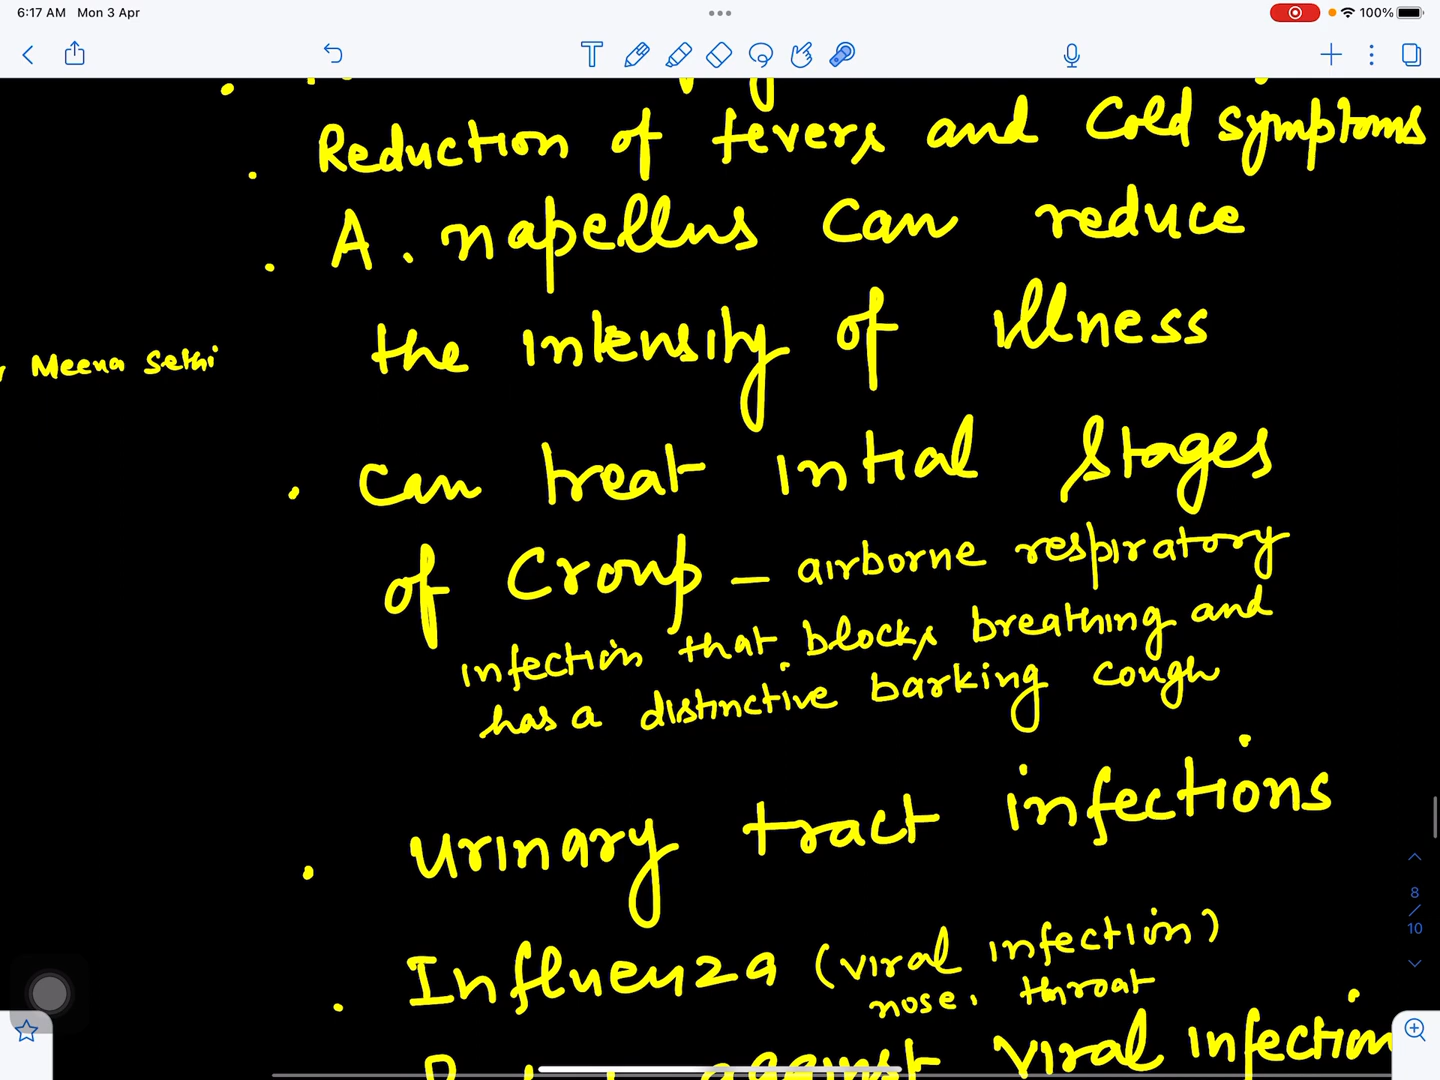 6:17 AM Mon 3 Apr
100%
. Reduction of fevers and Cold symptoms
. A. napellus can reduce
the intensity of illness
Meena Sethi
. can treat intial stages
of Croup – airborne respiratory
infection that blocks breathing and
has a distinctive barking cough
. Urinary tract infections
. Influenza (viral infection)
nose, throat
against viral infection
8
/
10